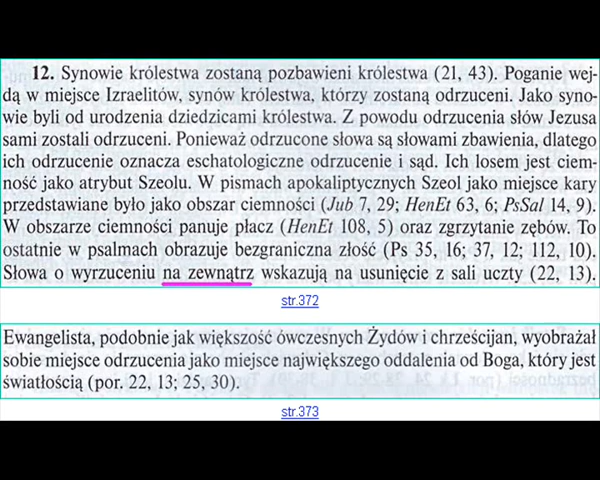 12. Synowie królestwa zostaną pozbawieni królestwa (21, 43). Poganie wej-
dą w miejsce Izraelitów, synów królestwa, którzy zostaną odrzuceni. Jako syno-
wie byli od urodzenia dziedzicami królestwa. Z powodu odrzucenia słów Jezusa
sami zostali odrzuceni. Ponieważ odrzucone słowa są słowami zbawienia, dlatego
ich odrzucenie oznacza eschatologiczne odrzucenie i sąd. Ich losem jest ciem-
ność jako atrybut Szeolu. W pismach apokaliptycznych Szeol jako miejsce kary
przedstawiane było jako obszar ciemności (Jub 7, 29; HenEt 63, 6; PsSal 14, 9).
W obszarze ciemności panuje płacz (HenEt 108, 5) oraz zgrzytanie zębów. To
ostatnie w psalmach obrazuje bezgraniczną złość (Ps 35, 16; 37, 12; 112, 10).
Słowa o wyrzuceniu na zewnątrz wskazują na usunięcie z sali uczty (22, 13).
str.372
Ewangelista, podobnie jak większość ówczesnych Żydów i chrześcijan, wyobrażał
sobie miejsce odrzucenia jako miejsce największego oddalenia od Boga, który jest
światłością (por. 22, 13; 25, 30).
str.373